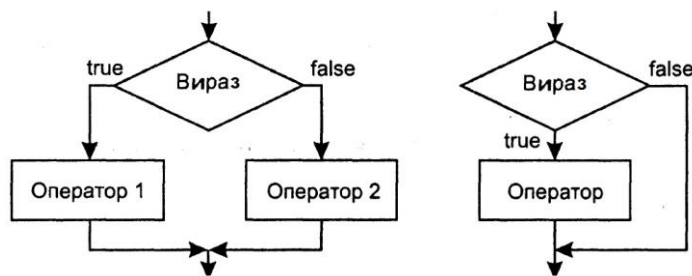 true
Вираз
false
Оператор 1
Оператор 2
Вираз
false
true
Оператор